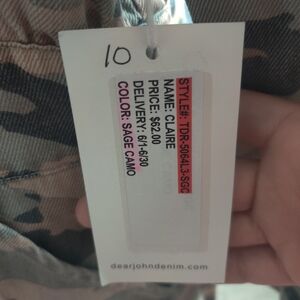 10
STYLE#: TDR-5064L3-SGC
NAME: CLAIRE
PRICE: $62.00
DELIVERY: 6/1-6/30
COLOR: SAGE CAMO
dearjohndenim.com